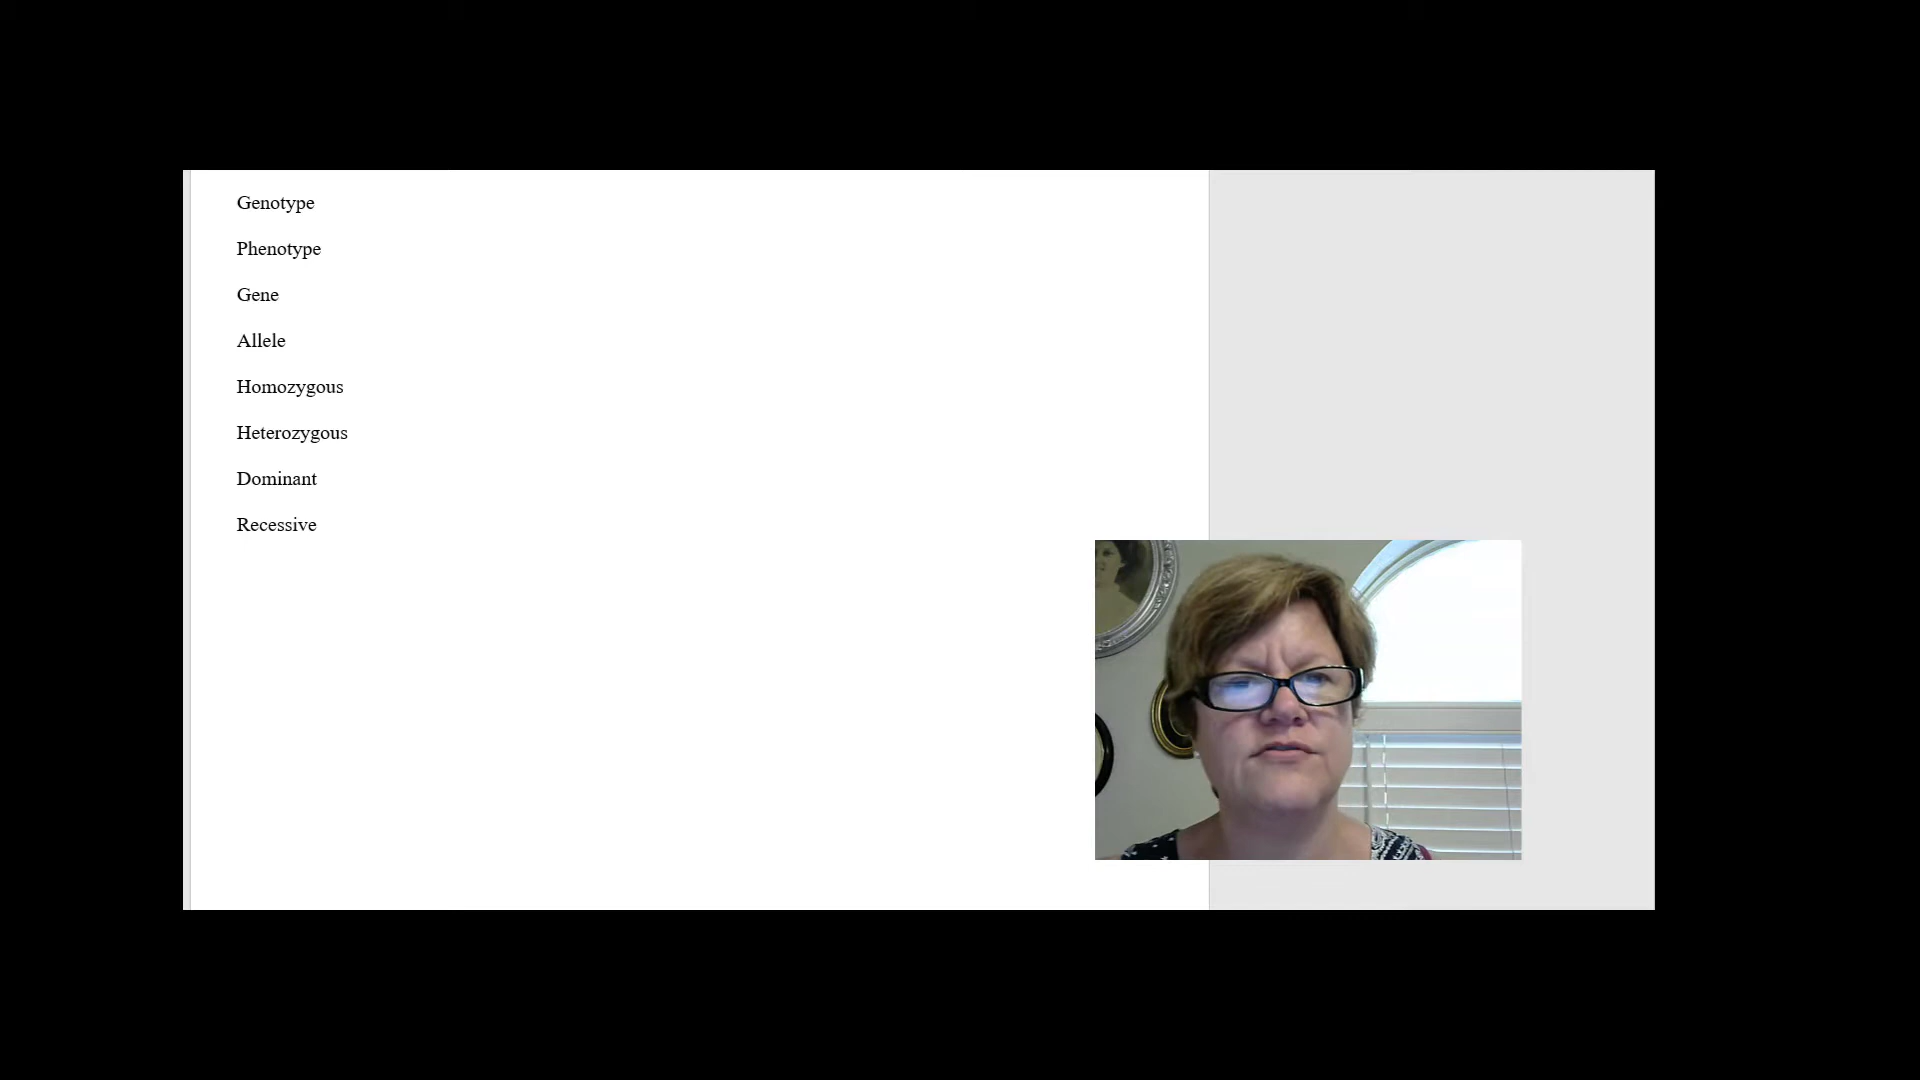 Genotype
Phenotype
Gene
Allele
Homozygous
Heterozygous
Dominant
Recessive